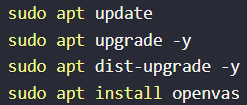 sudo apt update
sudo apt upgrade -y
sudo apt dist-upgrade -y
sudo apt install openvas